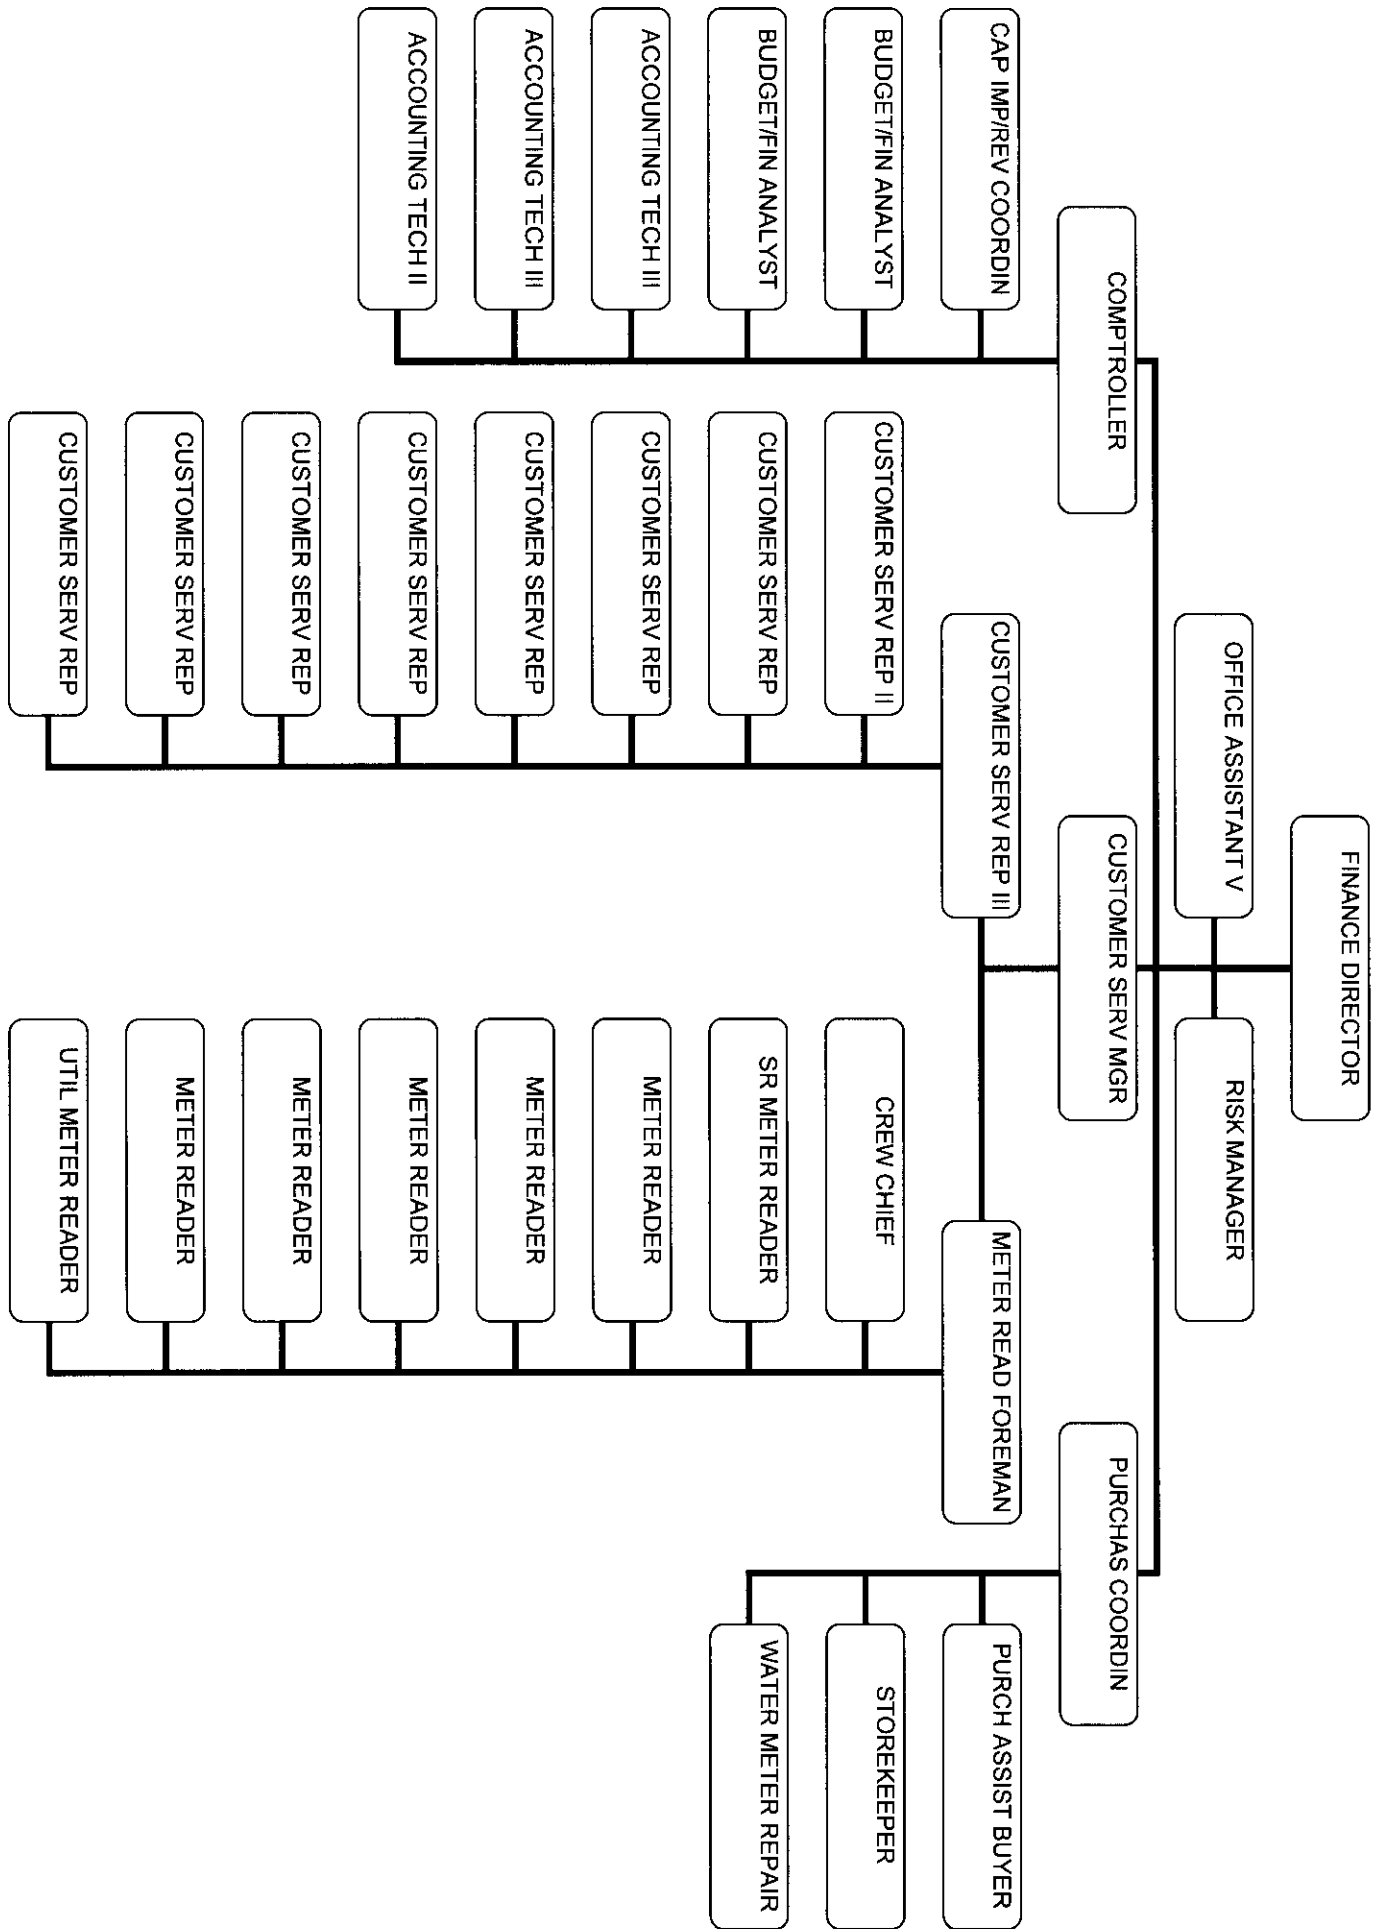 FINANCE DIRECTOR
OFFICE ASSISTANT V
RISK MANAGER
COMPTROLLER
CUSTOMER SERV MGR
PURCHAS COORDIN
CAP IMP/REV COORDIN
BUDGET/FIN ANALYST
BUDGET/FIN ANALYST
ACCOUNTING TECH III
ACCOUNTING TECH III
ACCOUNTING TECH II
CUSTOMER SERV REP III
CUSTOMER SERV REP II
CUSTOMER SERV REP
CUSTOMER SERV REP
CUSTOMER SERV REP
CUSTOMER SERV REP
CUSTOMER SERV REP
CUSTOMER SERV REP
CUSTOMER SERV REP
METER READ FOREMAN
CREW CHIEF
SR METER READER
METER READER
METER READER
METER READER
METER READER
METER READER
UTIL METER READER
PURCH ASSIST BUYER
STOREKEEPER
WATER METER REPAIR